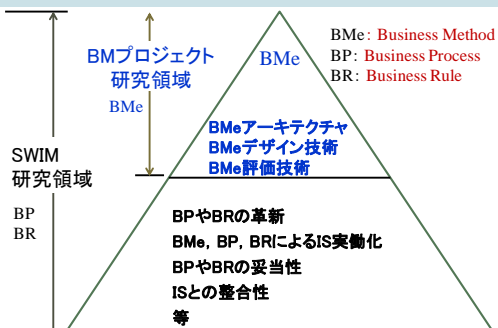 BMe: Business Method
BP: Business Process
BR: Business Rule
BMプロジェクト
研究領域
BMe
BMe
BMeアーキテクチャ
BMeデザイン技術
BMe評価技術
SWIM
研究領域
BP
BR
BPやBRの革新
BMe, BP, BRによるIS実働化
BPやBRの妥当性
ISとの整合性
等